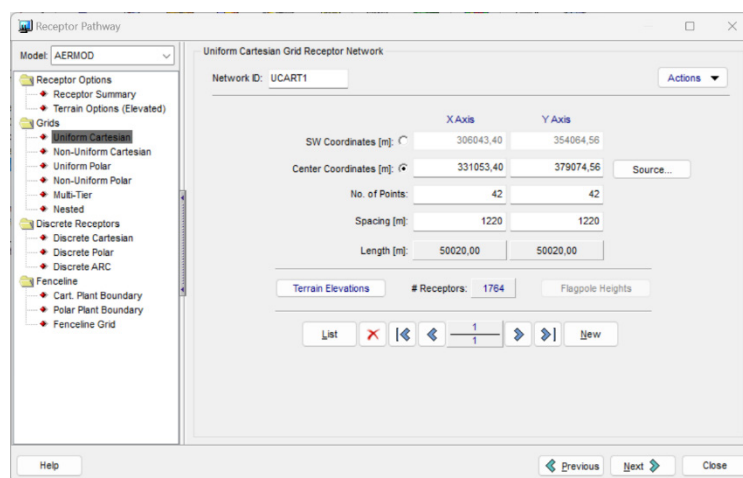 Receptor Pathway
Model: AERMOD
Receptor Options
Receptor Summary
Terrain Options (Elevated)
Grids
Uniform Cartesian
Non-Uniform Cartesian
Uniform Polar
Non-Uniform Polar
Multi-Tier
Nested
Discrete Receptors
Discrete Cartesian
Discrete Polar
Discrete ARC
Fenceline
Cart. Plant Boundary
Polar Plant Boundary
Fenceline Grid
Uniform Cartesian Grid Receptor Network
Network ID: UCART1 Actions
X Axis Y Axis
SW Coordinates [m]: 306043,40 354064,56
Center Coordinates [m]: 331053,40 379074,56 Source...
No. of Points: 42 42
Spacing [m]: 1220 1220
Length [m]: 50020,00 50020,00
Terrain Elevations # Receptors: 1764 Flagpole Heights
List 1 New
1
Help Previous Next Close